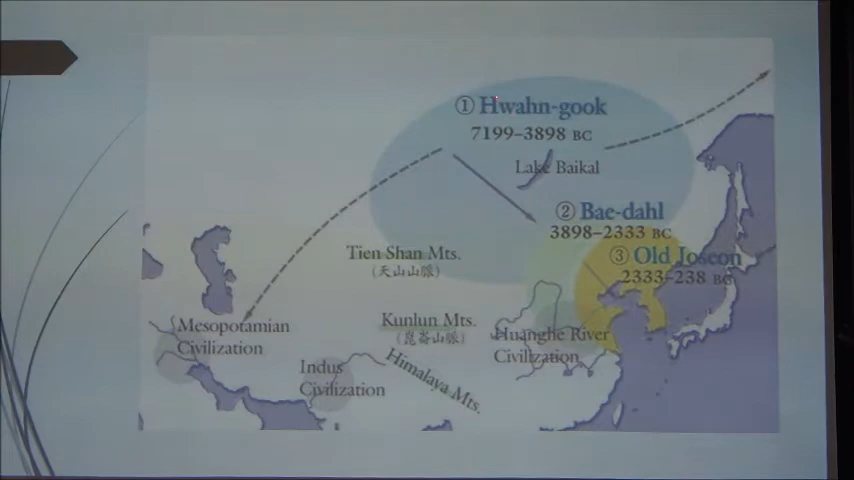 ① Hwahn-gook
7199–3898 BC
Lake Baikal
② Bae-dahl
3898–2333 BC
③ Old Joseon
2333–238 BC
Tien Shan Mts.
(天山山脈)
Kunlun Mts.
(崑崙山脈)
Mesopotamian
Civilization
Indus
Civilization
Himalaya Mts.
Huanghe River
Civilization